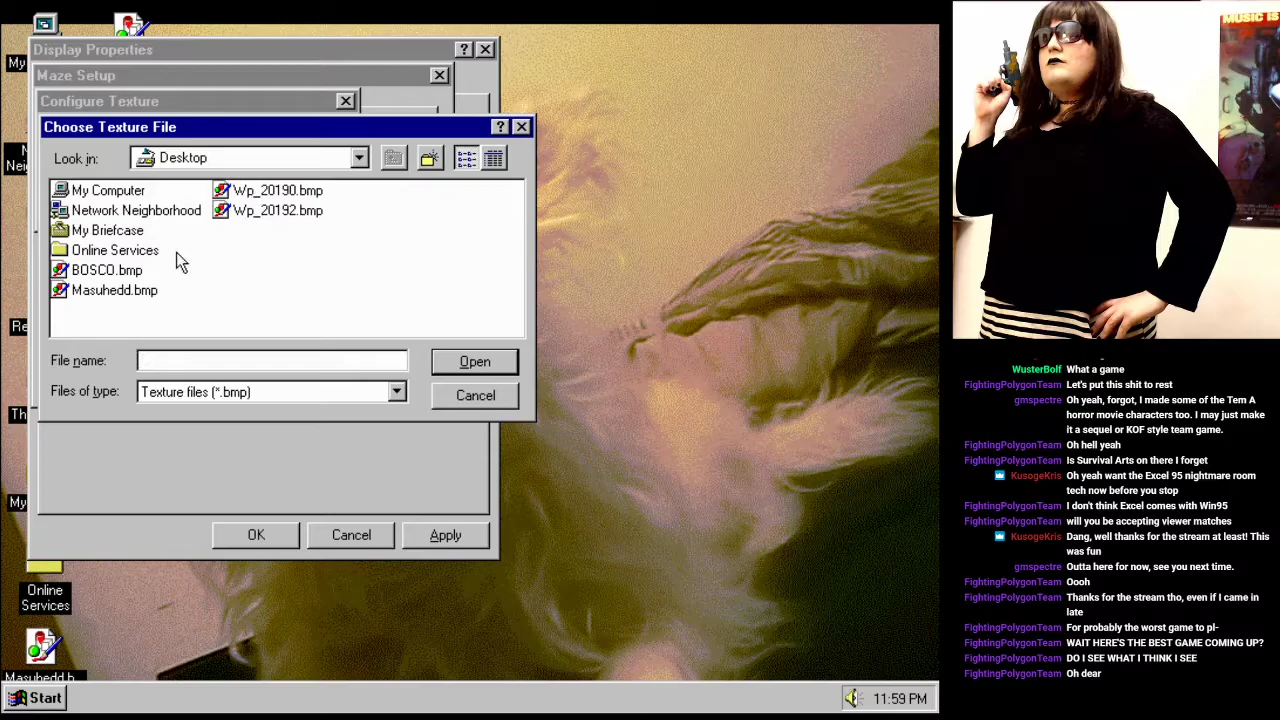 Display Properties
Maze Setup
Configure Texture
Choose Texture File
Look in:
Desktop
My Computer
Network Neighborhood
My Briefcase
Online Services
BOSCO.bmp
Masuhedd.bmp
Wp_20190.bmp
Wp_20192.bmp
File name:
Open
Files of type:
Texture files (*.bmp)
Cancel
OK
Cancel
Apply
My
Nei
Re
Th
My
Online
Services
Masuhedd.b
Start
11:59 PM
MUSIC IS
WusterBolf What a game
FightingPolygonTeam Let's put this shit to rest
gmspectre Oh yeah, forgot, I made some of the Tem A
horror movie characters too. I may just make
it a sequel or KOF style team game.
FightingPolygonTeam Oh hell yeah
FightingPolygonTeam Is Survival Arts on there I forget
KusogeKris Oh yeah want the Excel 95 nightmare room
tech now before you stop
FightingPolygonTeam I don't think Excel comes with Win95
FightingPolygonTeam will you be accepting viewer matches
KusogeKris Dang, well thanks for the stream at least! This
was fun
gmspectre Outta here for now, see you next time.
FightingPolygonTeam Oooh
FightingPolygonTeam Thanks for the stream tho, even if I came in
late
FightingPolygonTeam For probably the worst game to pl-
FightingPolygonTeam WAIT HERE'S THE BEST GAME COMING UP?
FightingPolygonTeam DO I SEE WHAT I THINK I SEE
FightingPolygonTeam Oh dear